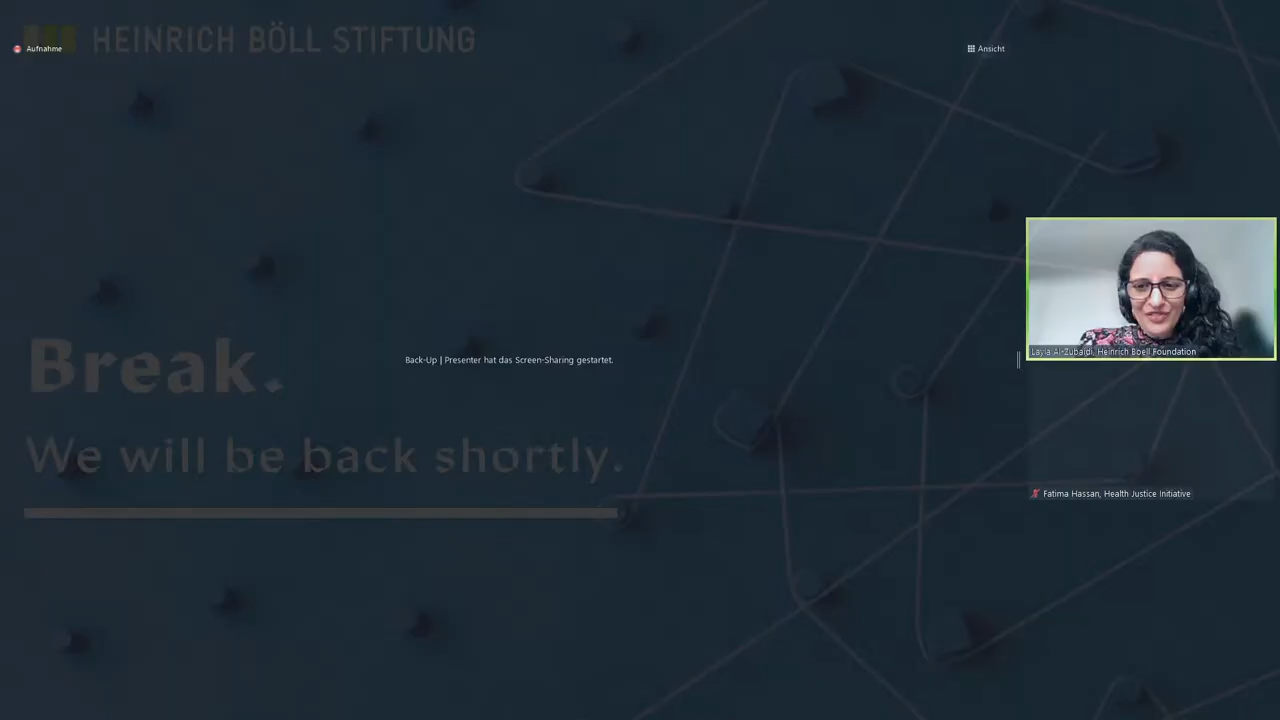 HEINRICH BÖLL STIFTUNG
Aufnahme
Ansicht
Break.
Back-Up | Presenter hat das Screen-Sharing gestartet.
Layla Al-Zubaidi, Heinrich Boell Foundation
We will be back shortly.
Fatima Hassan, Health Justice Initiative